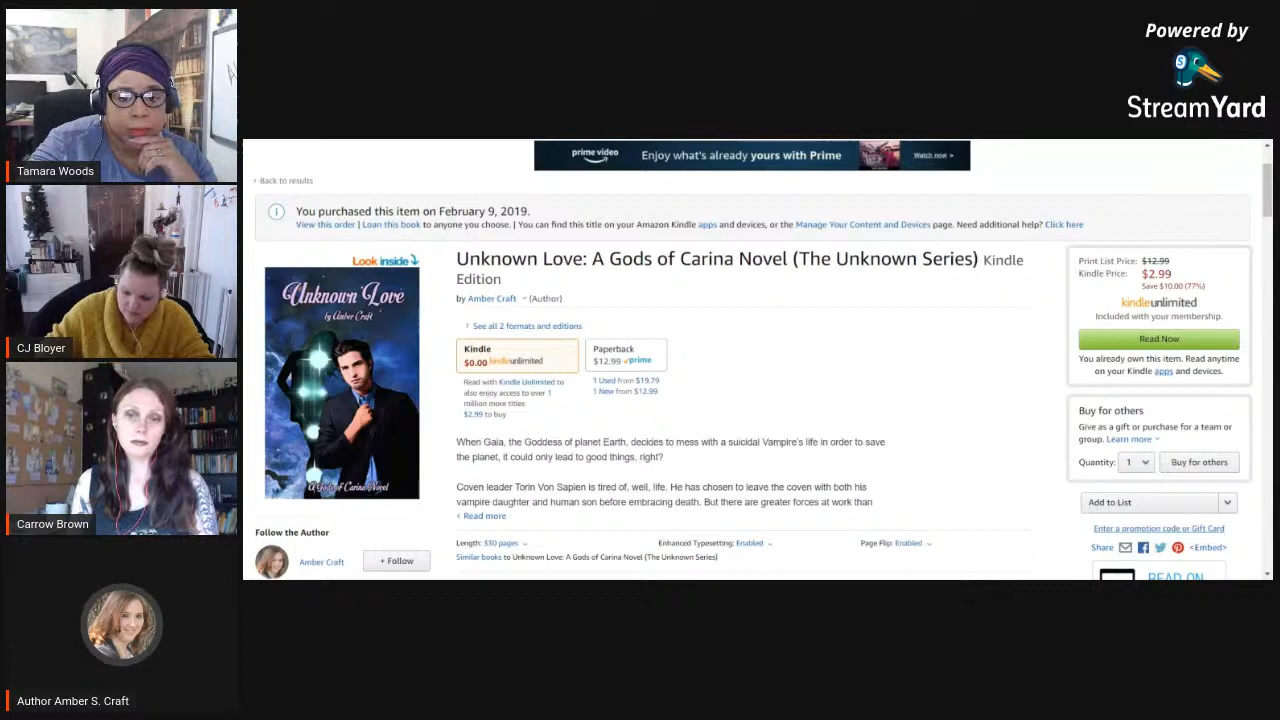 Powered by
StreamYard
Tamara Woods
CJ Bloyer
Carrow Brown
Author Amber S. Craft
prime video
Enjoy what's already yours with Prime
Watch now >
Back to results
You purchased this item on February 9, 2019.
View this order | Loan this book to anyone you choose. | You can find this title on your Amazon Kindle apps and devices, or the Manage Your Content and Devices page. Need additional help? Click here
Look inside
Unknown Love
by Amber Craft
A Gods of Carina Novel
Follow the Author
Amber Craft
+ Follow
Unknown Love: A Gods of Carina Novel (The Unknown Series) Kindle
Edition
by Amber Craft (Author)
See all 2 formats and editions
Kindle
$0.00 kindleunlimited
Read with Kindle Unlimited to
also enjoy access to over 1
million more titles
$2.99 to buy
Paperback
$12.99 prime
1 Used from $19.79
1 New from $12.99
When Gaia, the Goddess of planet Earth, decides to mess with a suicidal Vampire's life in order to save
the planet, it could only lead to good things, right?
Coven leader Torin Von Sapien is tired of, well, life. He has chosen to leave the coven with both his
vampire daughter and human son before embracing death. But there are greater forces at work than
Read more
Length: 330 pages
Enhanced Typesetting: Enabled
Page Flip: Enabled
Similar books to Unknown Love: A Gods of Carina Novel (The Unknown Series)
Print List Price: $12.99
Kindle Price: $2.99
Save $10.00 (77%)
kindleunlimited
Included with your membership.
Read Now
You already own this item. Read anytime
on your Kindle apps and devices.
Buy for others
Give as a gift or purchase for a team or
group. Learn more
Quantity: 1
Buy for others
Add to List
Enter a promotion code or Gift Card
Share <Embed>
READ ON